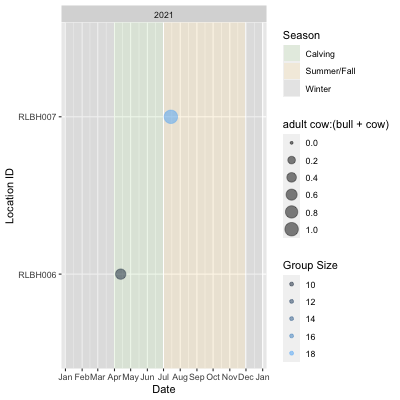 2021
RLBH007
RLBH006
Location ID
Jan Feb Mar Apr May Jun Jul Aug Sep Oct Nov Dec Jan
Date
Season
Calving
Summer/Fall
Winter
adult cow:(bull + cow)
0.0
0.2
0.4
0.6
0.8
1.0
Group Size
10
12
14
16
18